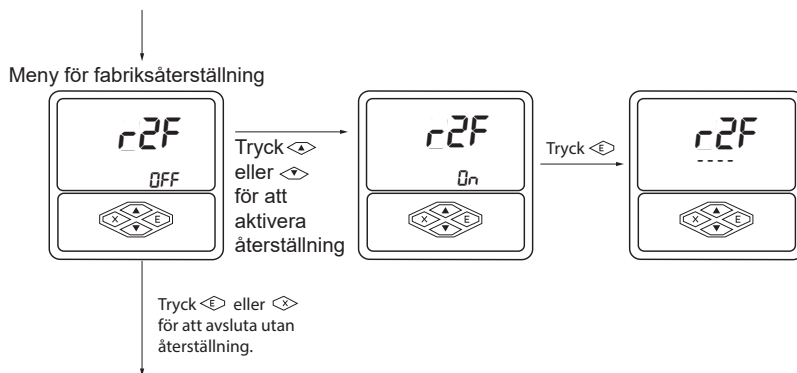 Meny för fabriksåterställning
r2F
OFF
X E
Tryck
eller
för att
aktivera
återställning
r2F
On
X E
Tryck E
r2F
----
X E
Tryck E eller X
för att avsluta utan
återställning.